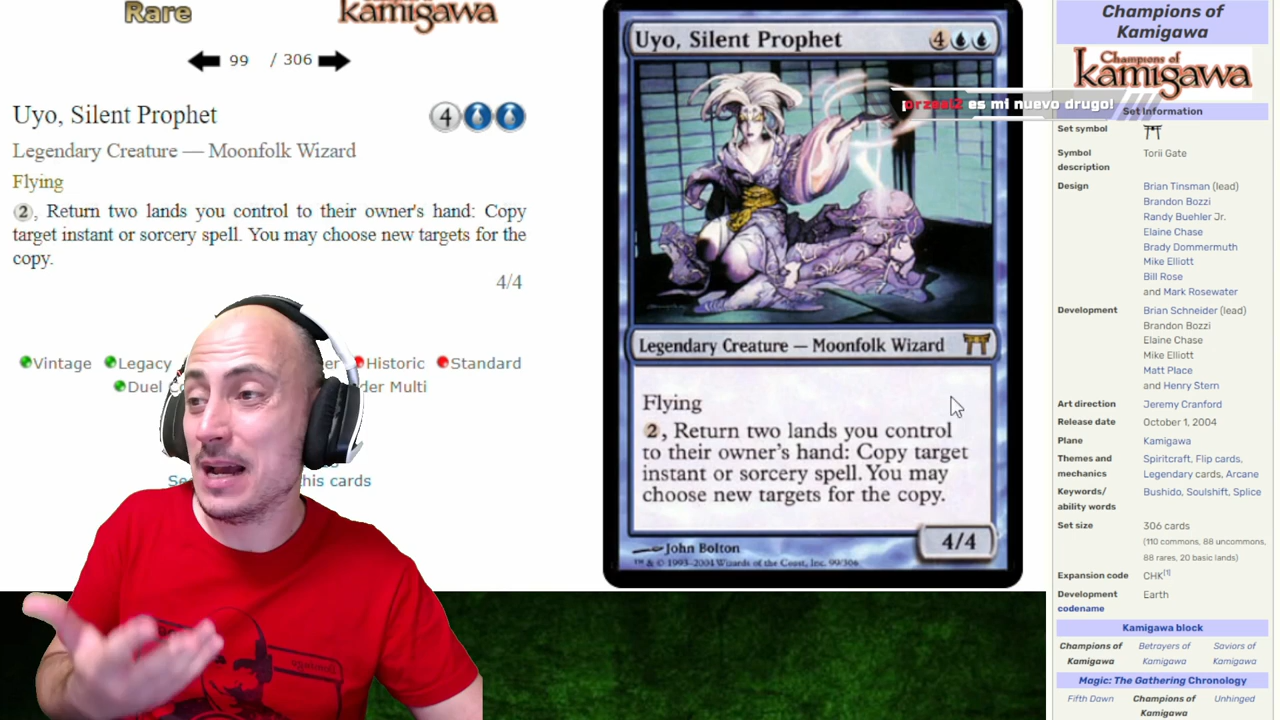 Rare
Champions of
kamigawa
99 / 306
Uyo, Silent Prophet
4
Legendary Creature — Moonfolk Wizard
Flying
2, Return two lands you control to their owner's hand: Copy
target instant or sorcery spell. You may choose new targets for the
copy.
4/4
Vintage Legacy Historic Standard
Duel
der Multi
this cards
Uyo, Silent Prophet 4
Legendary Creature — Moonfolk Wizard
Flying
2, Return two lands you control
to their owner's hand: Copy target
instant or sorcery spell. You may
choose new targets for the copy.
4/4
John Bolton
™ & © 1993–2004 Wizards of the Coast, Inc. 99/306
przeal2 es mi nuevo drugo!
Champions of
Kamigawa
Champions of
kamigawa
Set Information
Set symbol
Symbol description Torii Gate
Design Brian Tinsman (lead)
Brandon Bozzi
Randy Buehler Jr.
Elaine Chase
Brady Dommermuth
Mike Elliott
Bill Rose
and Mark Rosewater
Development Brian Schneider (lead)
Brandon Bozzi
Elaine Chase
Mike Elliott
Matt Place
and Henry Stern
Art direction Jeremy Cranford
Release date October 1, 2004
Plane Kamigawa
Themes and mechanics Spiritcraft, Flip cards,
Legendary cards, Arcane
Keywords/ability words Bushido, Soulshift, Splice
Set size 306 cards
(110 commons, 88 uncommons,
88 rares, 20 basic lands)
Expansion code CHK[1]
Development codename Earth
Kamigawa block
Champions of Kamigawa Betrayers of Kamigawa Saviors of Kamigawa
Magic: The Gathering Chronology
Fifth Dawn Champions of Kamigawa Unhinged